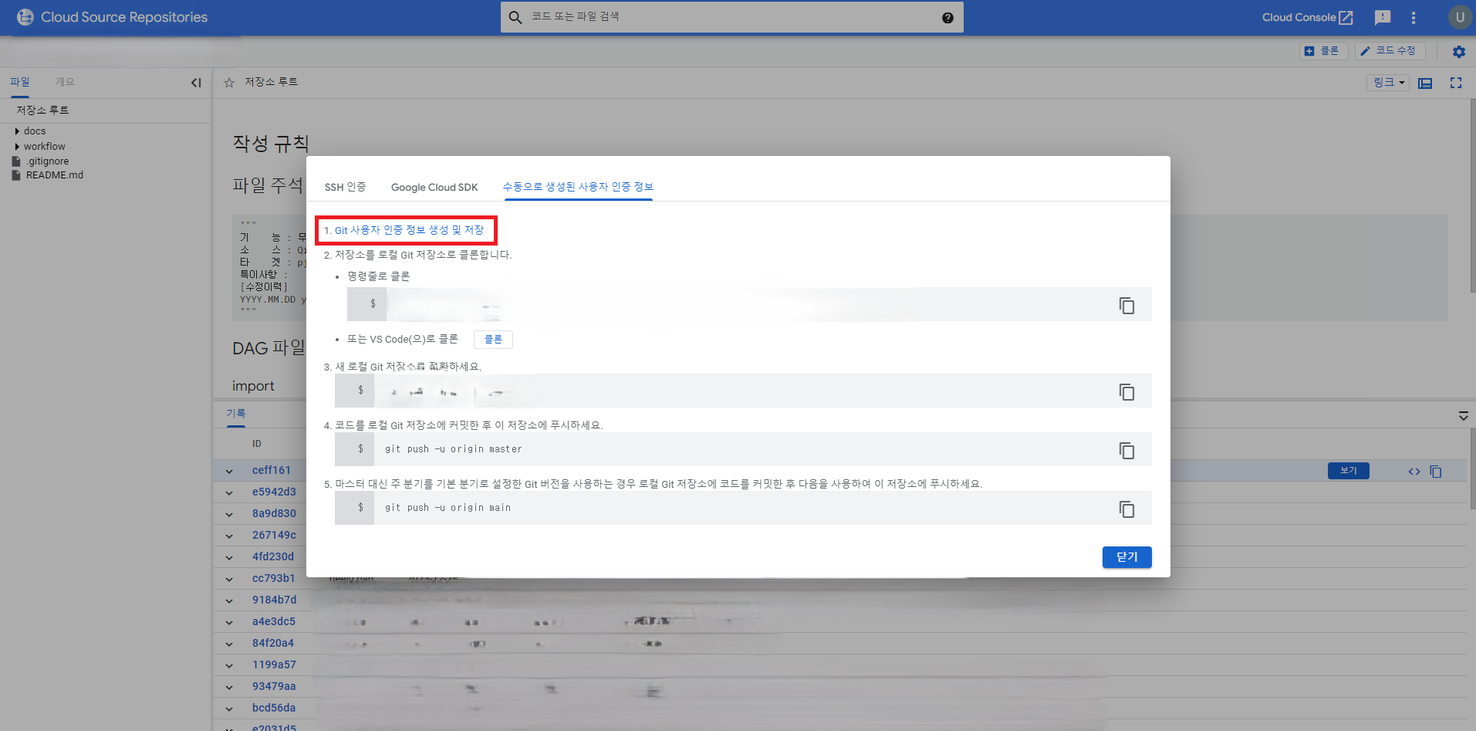 Cloud Source Repositories
코드 또는 파일 검색
Cloud Console
U
클론
코드 수정
파일 개요
저장소 루트
링크
저장소 루트
docs
workflow
.gitignore
README.md
작성 규칙
파일 주석
"""
기 능 :
소 스 :
타 겟 :
특이사항 :
[수정이력]
YYYY.MM.DD
"""
DAG 파일
import
SSH 인증 Google Cloud SDK 수동으로 생성된 사용자 인증 정보
1. Git 사용자 인증 정보 생성 및 저장
2. 저장소를 로컬 Git 저장소로 클론합니다.
• 명령줄로 클론
$
• 또는 VS Code(으)로 클론 클론
3. 새 로컬 Git 저장소로 전환하세요.
$
4. 코드를 로컬 Git 저장소에 커밋한 후 이 저장소에 푸시하세요.
$ git push -u origin master
5. 마스터 대신 주 분기를 기본 분기로 설정한 Git 버전을 사용하는 경우 로컬 Git 저장소에 코드를 커밋한 후 다음을 사용하여 이 저장소에 푸시하세요.
$ git push -u origin main
닫기
기록
ID
ceff161 보기
e5942d3
8a9d830
267149c
4fd230d
cc793b1
9184b7d
a4e3dc5
84f20a4
1199a57
93479aa
bcd56da
e2031d5